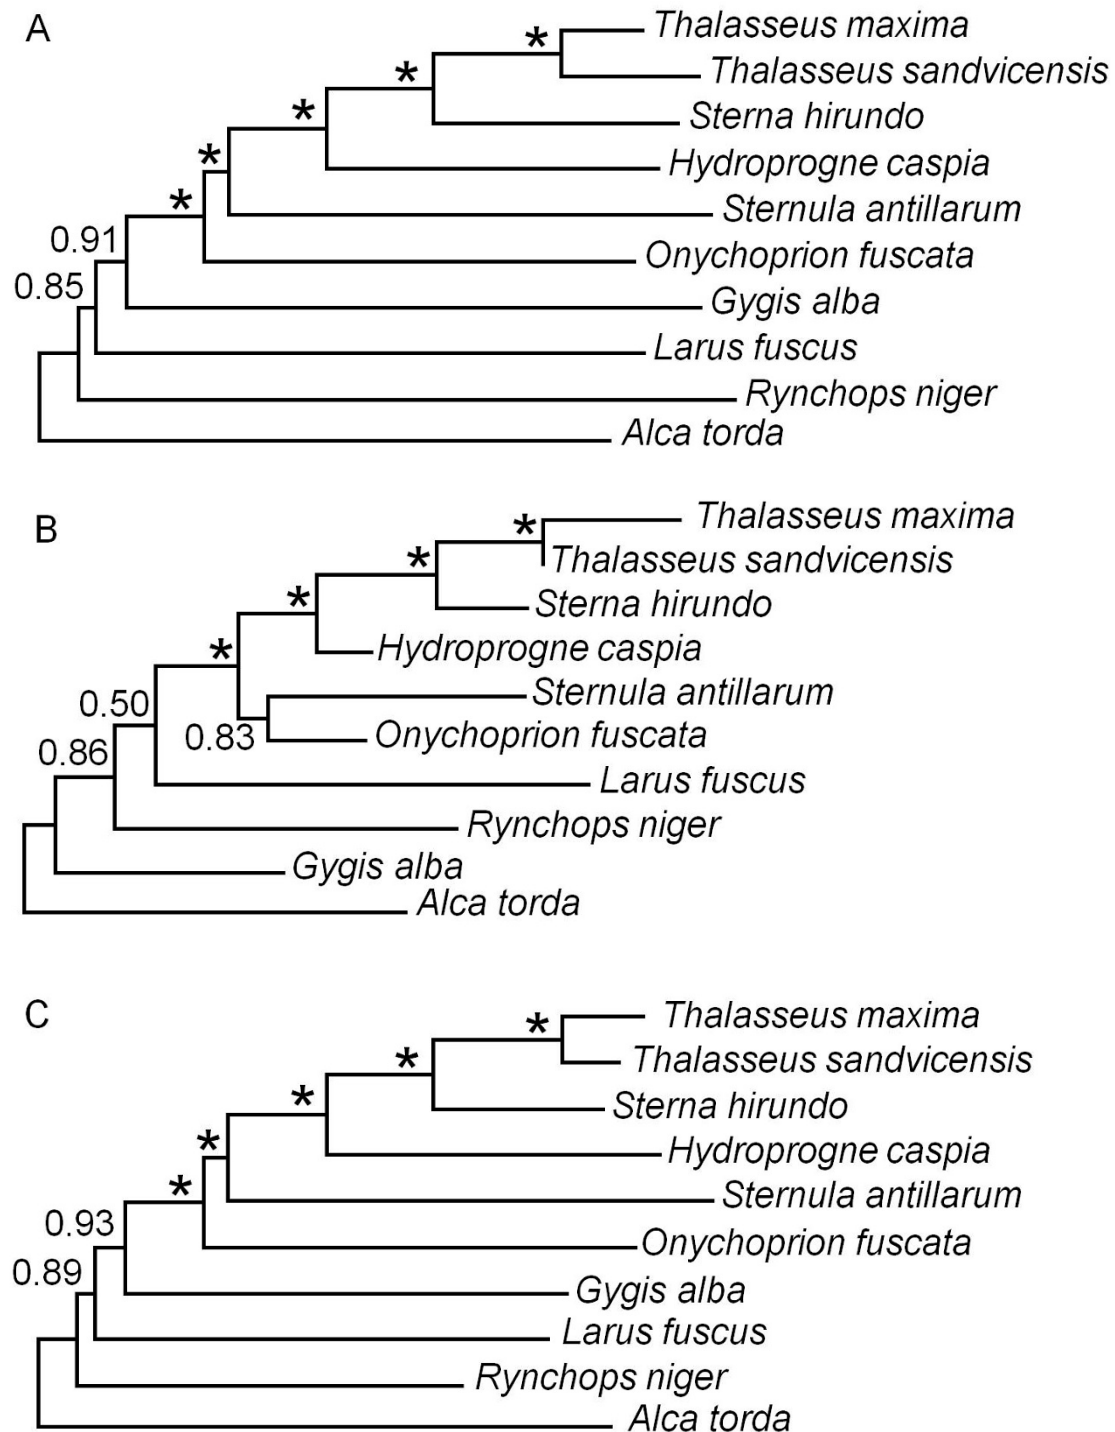 A
* Thalasseus maxima
* Thalasseus sandvicensis
* Sterna hirundo
* Hydroprogne caspia
* Sternula antillarum
0.91 Onychoprion fuscata
0.85 Gygis alba
Larus fuscus
Rynchops niger
Alca torda
B
* Thalasseus maxima
* Thalasseus sandvicensis
* Sterna hirundo
* Hydroprogne caspia
0.50 Sternula antillarum
0.86 0.83 Onychoprion fuscata
Larus fuscus
Rynchops niger
Gygis alba
Alca torda
C
* Thalasseus maxima
* Thalasseus sandvicensis
* Sterna hirundo
* Hydroprogne caspia
* Sternula antillarum
0.93 Onychoprion fuscata
0.89 Gygis alba
Larus fuscus
Rynchops niger
Alca torda